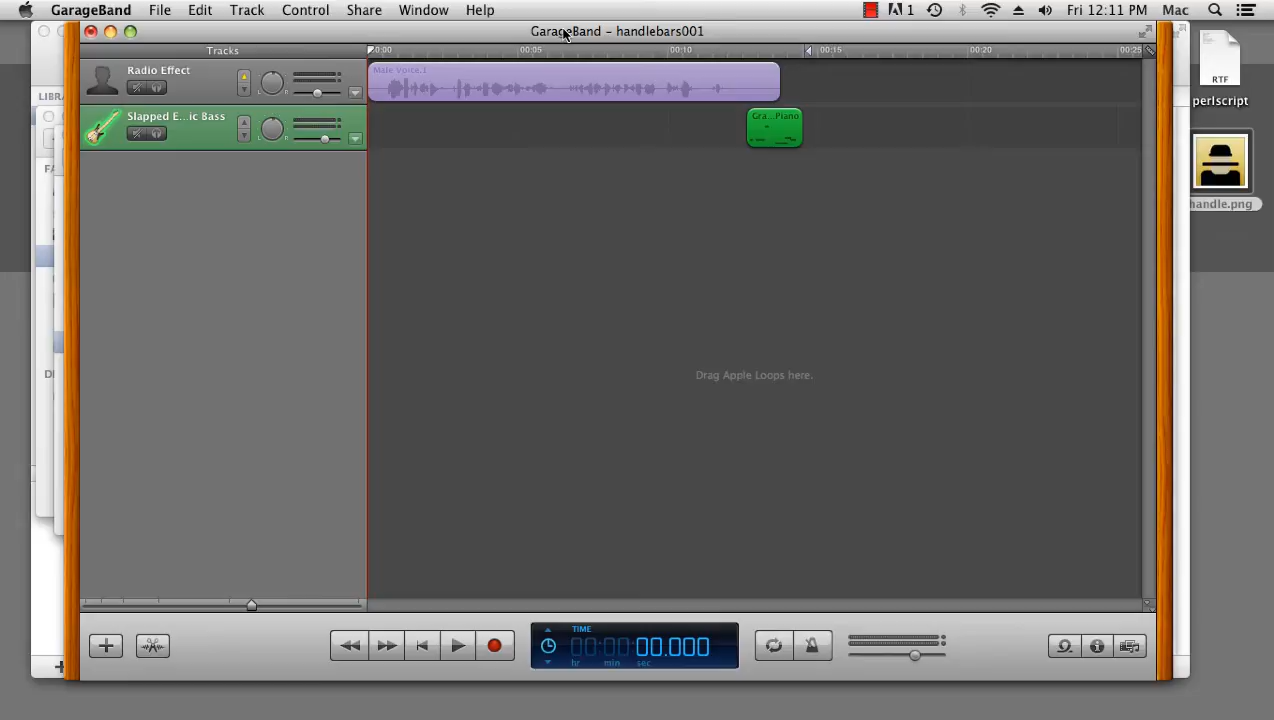 GarageBand File Edit Track Control Share Window Help 1 Fri 12:11 PM Mac
GarageBand – handlebars001
Tracks 0:00 00:05 00:10 00:15 00:20 00:25
Radio Effect
Male Voice.1
Slapped E...ic Bass
Gra...Piano
L R
L R
RTF
perlscript
handle.png
Drag Apple Loops here.
TIME
00:00:00.000
hr min sec
LIBRA
FA
DE